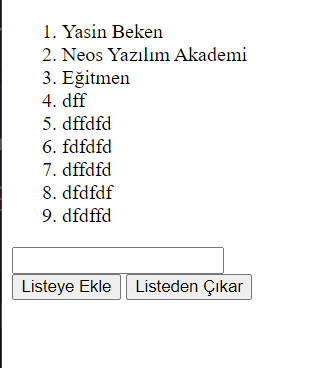 1. Yasin Beken
2. Neos Yazılım Akademi
3. Eğitmen
4. dff
5. dffdfd
6. fdfdfd
7. dffdfd
8. dfdfdf
9. dfdffd
Listeye Ekle Listeden Çıkar